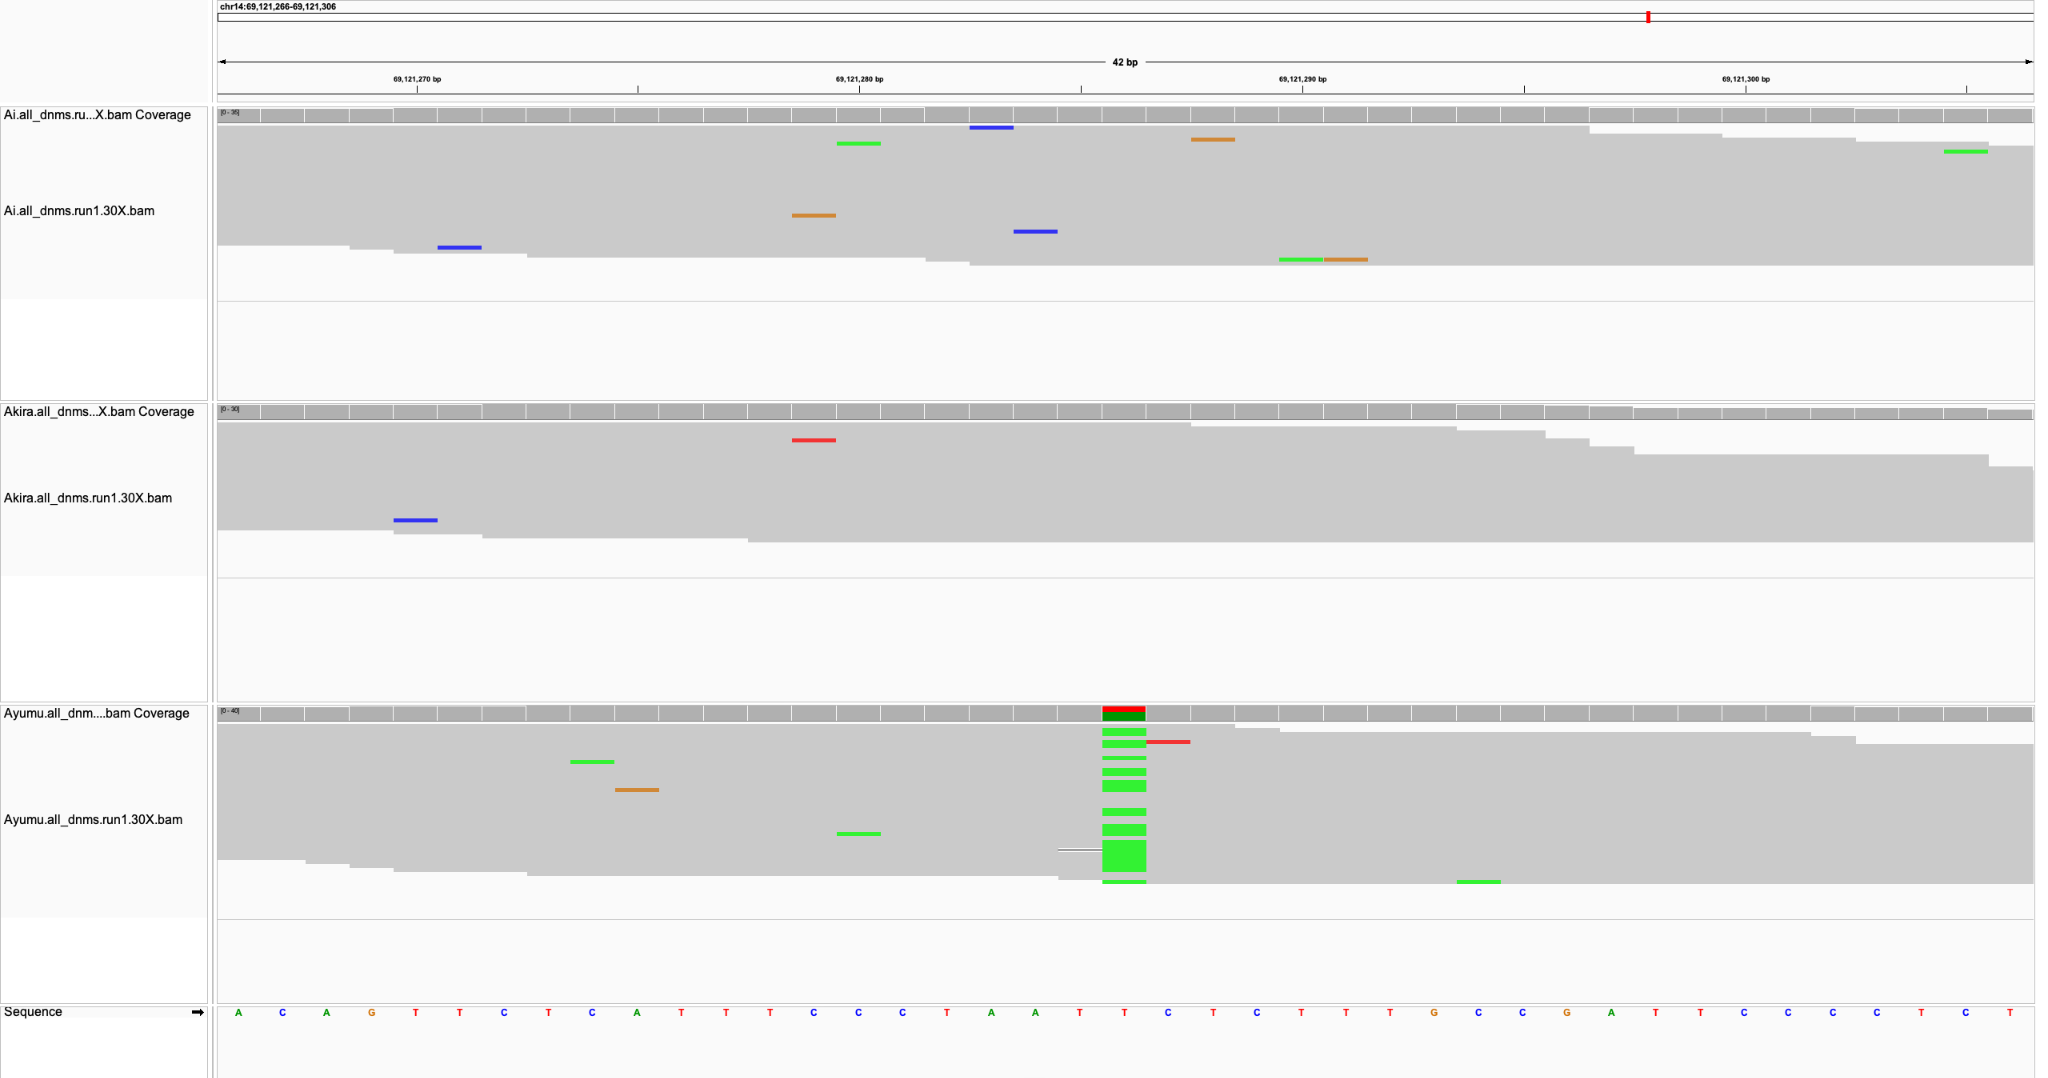 chr14:69,121,266-69,121,306
42 bp
69,121,270 bp 69,121,280 bp 69,121,290 bp 69,121,300 bp
Ai.all_dnms.ru...X.bam Coverage
[0 - 35]
Ai.all_dnms.run1.30X.bam
Akira.all_dnms...X.bam Coverage
[0 - 30]
Akira.all_dnms.run1.30X.bam
Ayumu.all_dnm....bam Coverage
[0 - 40]
Ayumu.all_dnms.run1.30X.bam
Sequence A C A G T T C T C A T T T C C C T A A T T C T C T T T G C C G A T T C C C C T C T